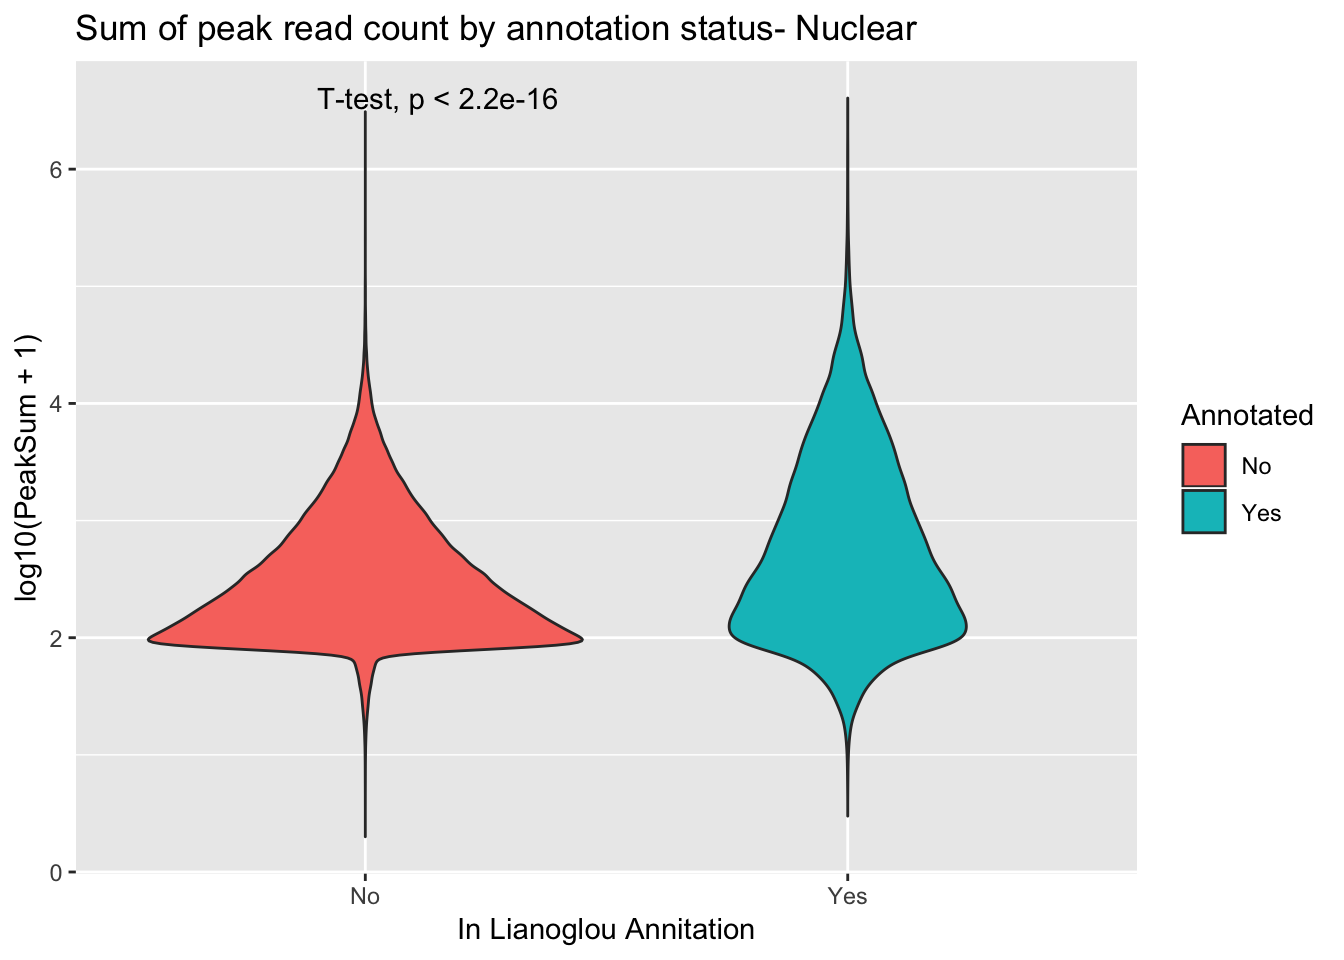 Sum of peak read count by annotation status- Nuclear
T-test, p < 2.2e-16
6
4
2
0
log10(PeakSum + 1)
No
Yes
In Lianoglou Annitation
Annotated
No
Yes